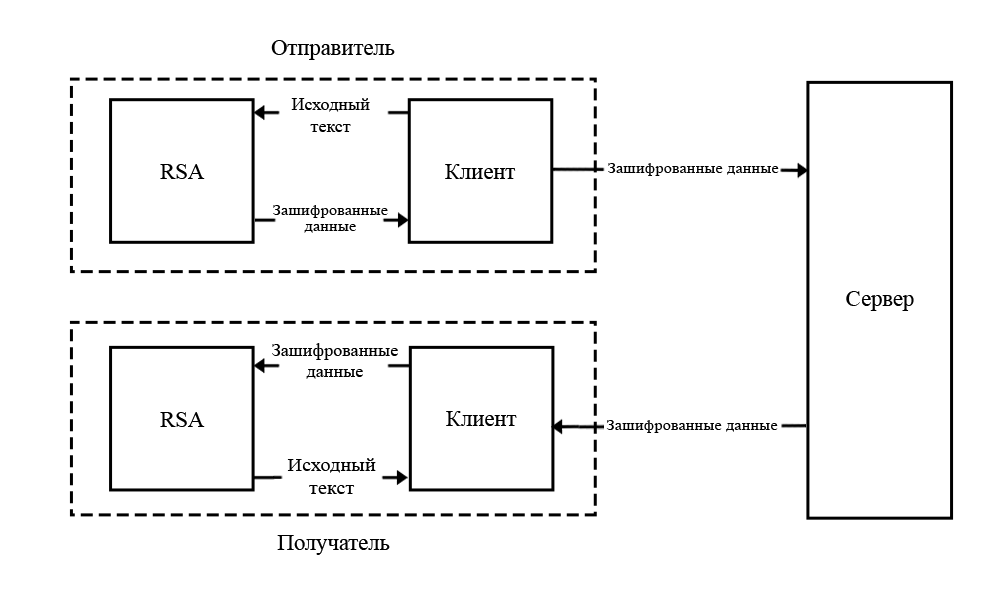 Отправитель
Исходный
текст
RSA
Клиент
Зашифрованные данные
Зашифрованные
данные
Сервер
Зашифрованные
данные
RSA
Клиент
Зашифрованные данные
Исходный
текст
Получатель